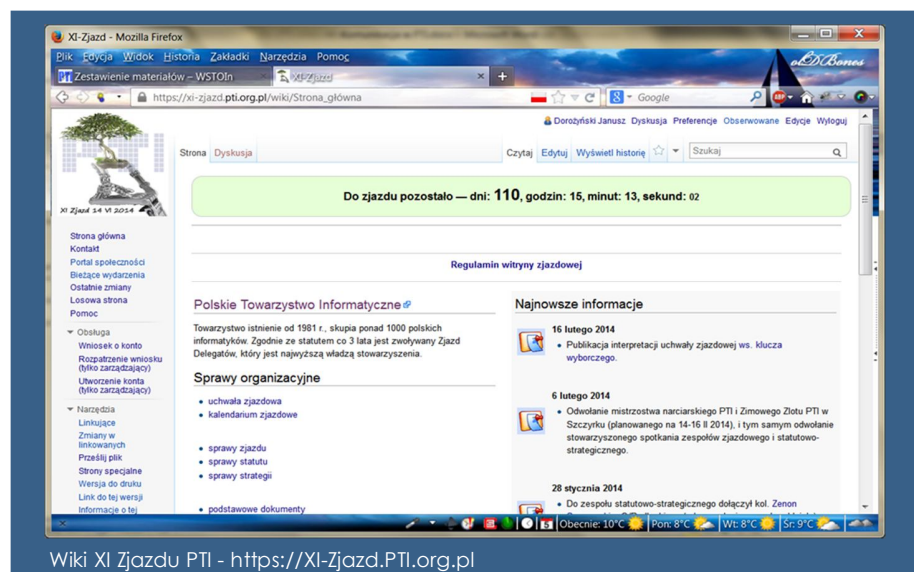 XI-Zjazd - Mozilla Firefox
Plik Edycja Widok Historia Zakładki Narzędzia Pomoc
olDBones
PTI Zestawienie materiałów – WSTOIn
XI-Zjazd
https://xi-zjazd.pti.org.pl/wiki/Strona_główna
Google
Dorożyński Janusz Dyskusja Preferencje Obserwowane Edycje Wyloguj
Strona Dyskusja
Czytaj Edytuj Wyświetl historię
Szukaj
XI Zjazd 14 VI 2014
Do zjazdu pozostało — dni: 110, godzin: 15, minut: 13, sekund: 02
Regulamin witryny zjazdowej
Strona główna
Kontakt
Portal społeczności
Bieżące wydarzenia
Ostatnie zmiany
Losowa strona
Pomoc
Obsługa
Wniosek o konto
Rozpatrzenie wniosku
(tylko zarządzający)
Utworzenie konta
(tylko zarządzający)
Narzędzia
Linkujące
Zmiany w
linkowanych
Prześlij plik
Strony specjalne
Wersja do druku
Link do tej wersji
Informacje o tej
Polskie Towarzystwo Informatyczne
Towarzystwo istnienie od 1981 r., skupia ponad 1000 polskich
informatyków. Zgodnie ze statutem co 3 lata jest zwoływany Zjazd
Delegatów, który jest najwyższą władzą stowarzyszenia.
Sprawy organizacyjne
uchwała zjazdowa
kalendarium zjazdowe
sprawy zjazdu
sprawy statutu
sprawy strategii
podstawowe dokumenty
Najnowsze informacje
16 lutego 2014
Publikacja interpretacji uchwały zjazdowej ws. klucza
wyborczego.
6 lutego 2014
Odwołanie mistrzostwa narciarskiego PTI i Zimowego Zlotu PTI w
Szczyrku (planowanego na 14-16 II 2014), i tym samym odwołanie
stowarzyszonego spotkania zespołów zjazdowego i statutowo-
strategicznego.
28 stycznia 2014
Do zespołu statutowo-strategicznego dołączył kol. Zenon
Obecnie: 10°C Pon: 8°C Wt: 8°C Śr: 9°C
Wiki XI Zjazdu PTI - https://XI-Zjazd.PTI.org.pl